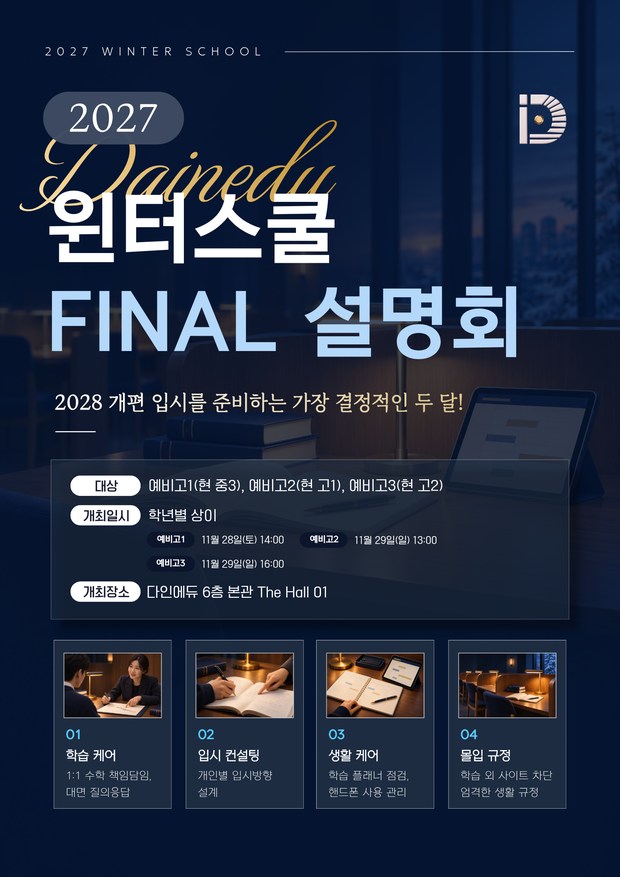 2027 WINTER SCHOOL
2027
Dainedu
윈터스쿨
FINAL 설명회
2028 개편 입시를 준비하는 가장 결정적인 두 달!
대상 예비고1(현 중3), 예비고2(현 고1), 예비고3(현 고2)
개최일시 학년별 상이
예비고1 11월 28일(토) 14:00 예비고2 11월 29일(일) 13:00
예비고3 11월 29일(일) 16:00
개최장소 다인에듀 6층 본관 The Hall 01
01
학습 케어
1:1 수학 책임담임,
대면 질의응답
02
입시 컨설팅
개인별 입시방향
설계
03
생활 케어
학습 플래너 점검,
핸드폰 사용 관리
04
몰입 규정
학습 외 사이트 차단
엄격한 생활 규정